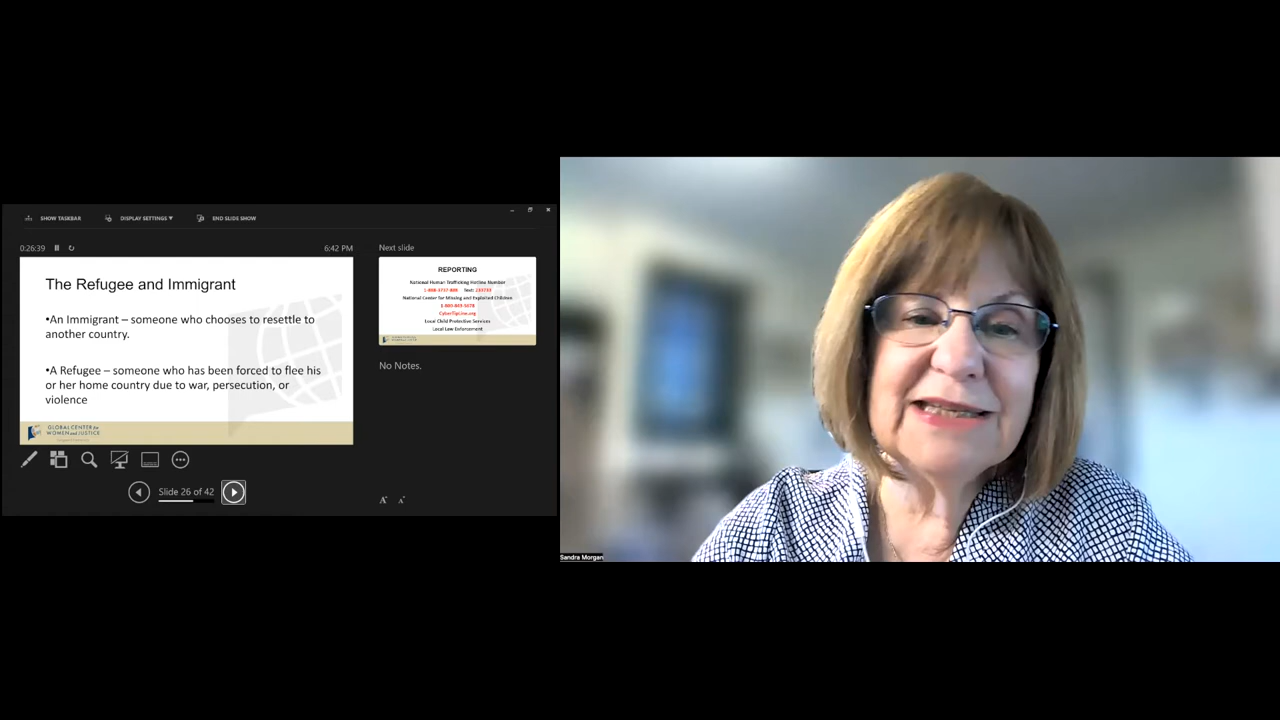 SHOW TASKBAR
DISPLAY SETTINGS ▼
END SLIDE SHOW
0:26:39
6:42 PM
The Refugee and Immigrant
•An Immigrant – someone who chooses to resettle to
another country.
•A Refugee – someone who has been forced to flee his
or her home country due to war, persecution, or
violence
GLOBAL CENTER for
WOMEN and JUSTICE
Slide 26 of 42
Next slide
REPORTING
National Human Trafficking Hotline Number
Text: 233733
National Center for Missing and Exploited Children
CyberTipLine.org
Local Child Protective Services
Local Law Enforcement
No Notes.
A A
Sandra Morgan